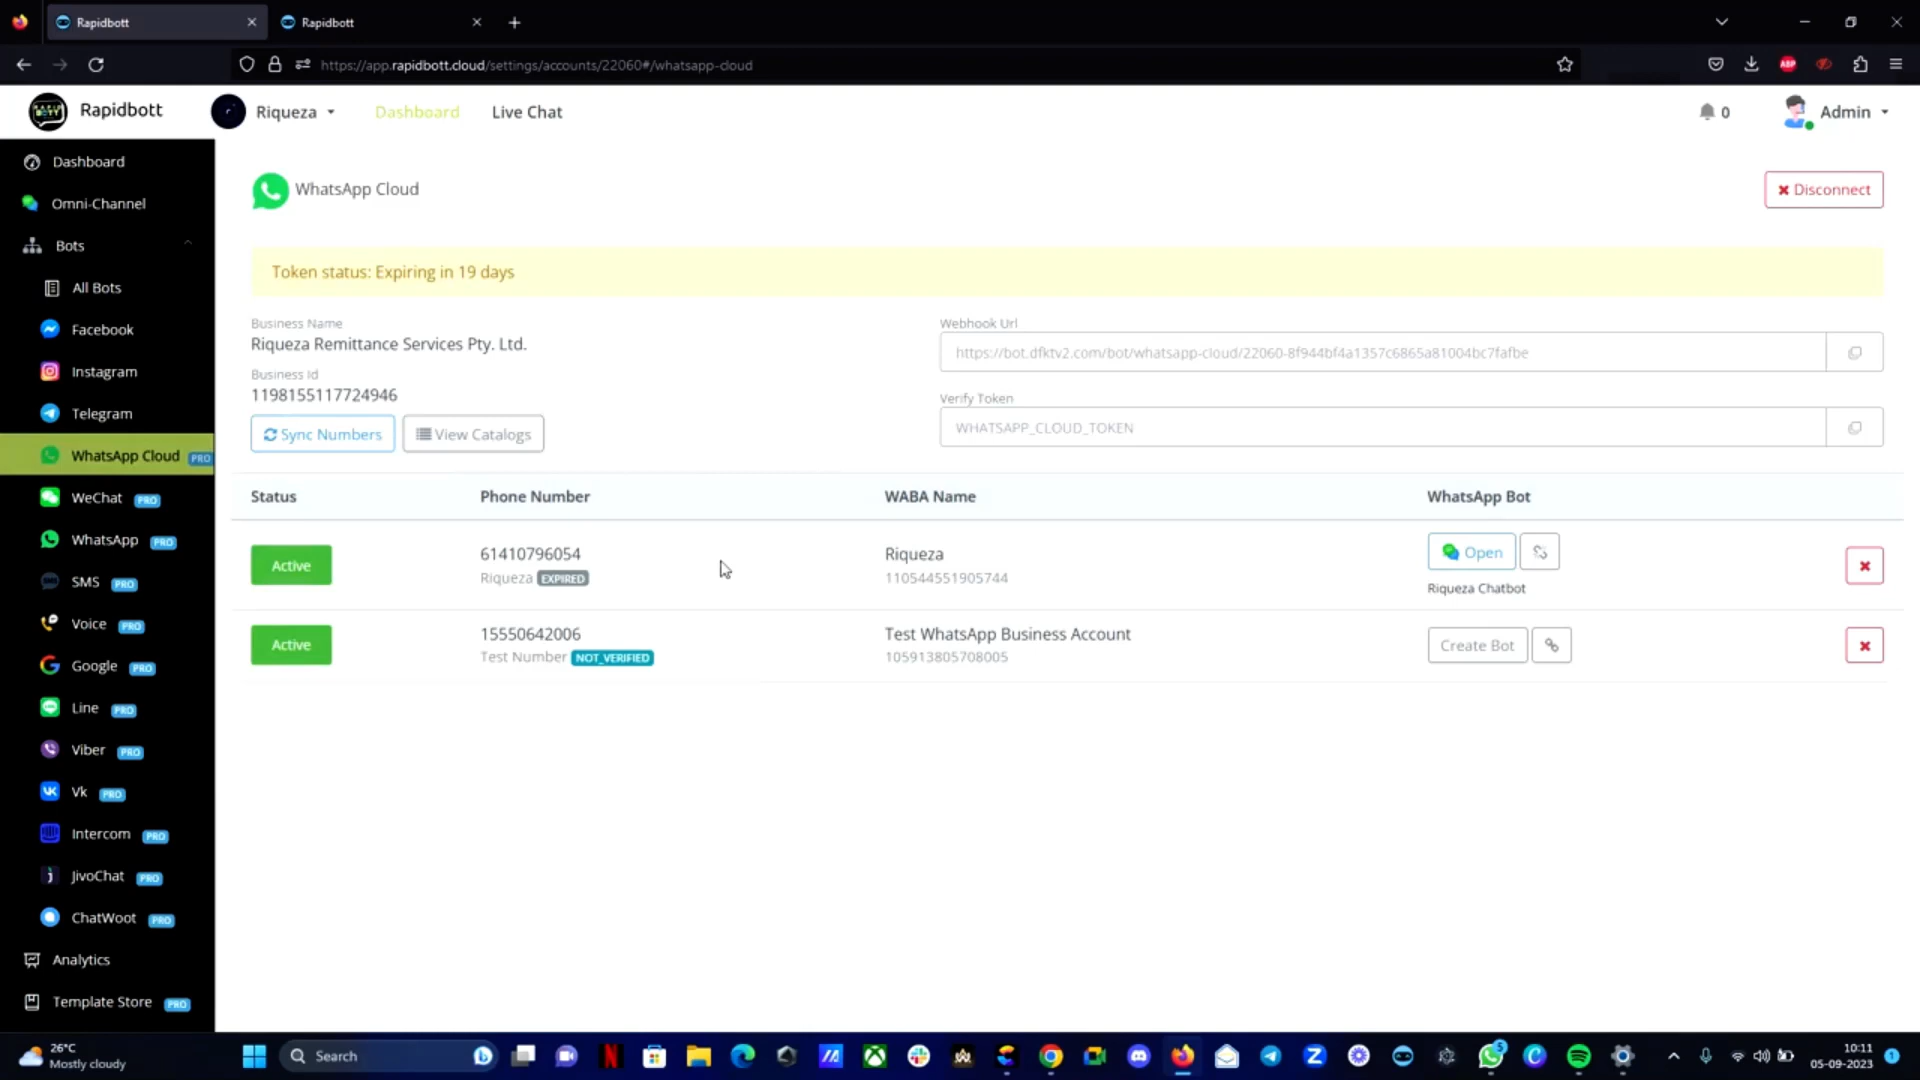 Rapidbott
Rapidbott
https://app.rapidbott.cloud/settings/accounts/22060#/whatsapp-cloud
ABP
Rapidbott
Riqueza
Dashboard
Live Chat
0
Admin
Dashboard
Omni-Channel
Bots
All Bots
Facebook
Instagram
Telegram
WhatsApp Cloud PRO
WeChat PRO
WhatsApp PRO
SMS PRO
Voice PRO
Google PRO
Line PRO
Viber PRO
Vk PRO
Intercom PRO
JivoChat PRO
ChatWoot PRO
Analytics
Template Store PRO
WhatsApp Cloud
Disconnect
Token status: Expiring in 19 days
Business Name
Riqueza Remittance Services Pty. Ltd.
Business Id
1198155117724946
Sync Numbers
View Catalogs
Webhook Url
https://bot.dfktv2.com/bot/whatsapp-cloud/22060-8f944bf4a1357c6865a81004bc7fafbe
Verify Token
WHATSAPP_CLOUD_TOKEN
Status Phone Number WABA Name WhatsApp Bot
Active 61410796054 Riqueza Open
Riqueza EXPIRED 110544551905744 Riqueza Chatbot
Active 15550642006 Test WhatsApp Business Account Create Bot
Test Number NOT_VERIFIED 105913805708005
26°C
Mostly cloudy
Search
5
10:11
05-09-2023
1